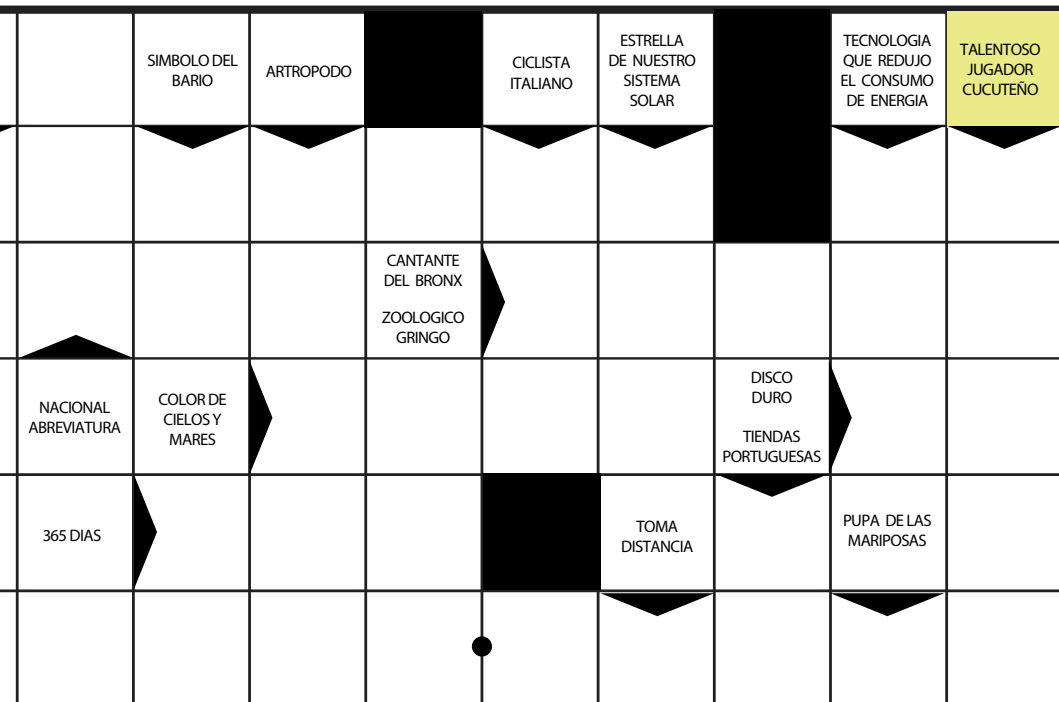 SIMBOLO DEL
BARIO
ARTROPODO
CICLISTA
ITALIANO
ESTRELLA
DE NUESTRO
SISTEMA
SOLAR
TECNOLOGIA
QUE REDUJO
EL CONSUMO
DE ENERGIA
TALENTOSO
JUGADOR
CUCUTEÑO
CANTANTE
DEL BRONX
ZOOLOGICO
GRINGO
NACIONAL
ABREVIATURA
COLOR DE
CIELOS Y
MARES
DISCO
DURO
TIENDAS
PORTUGUESAS
365 DIAS
TOMA
DISTANCIA
PUPA DE LAS
MARIPOSAS